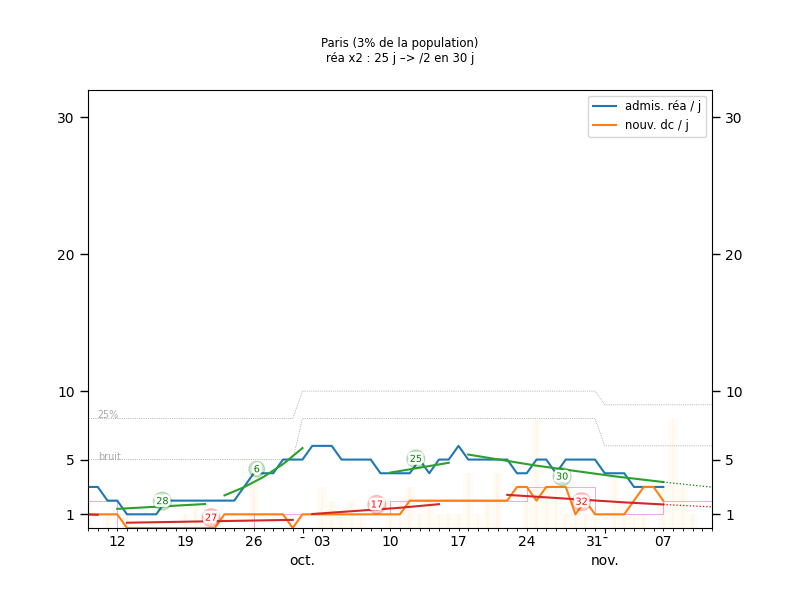 Paris (3% de la population)
réa x2 : 25 j –> /2 en 30 j
admis. réa / j
nouv. dc / j
30 30
20 20
10 10
25%
bruit
5 5
1 1
28 27 6 17 25 30 32
12 19 26 - 03 10 17 24 31 - 07
oct. nov.